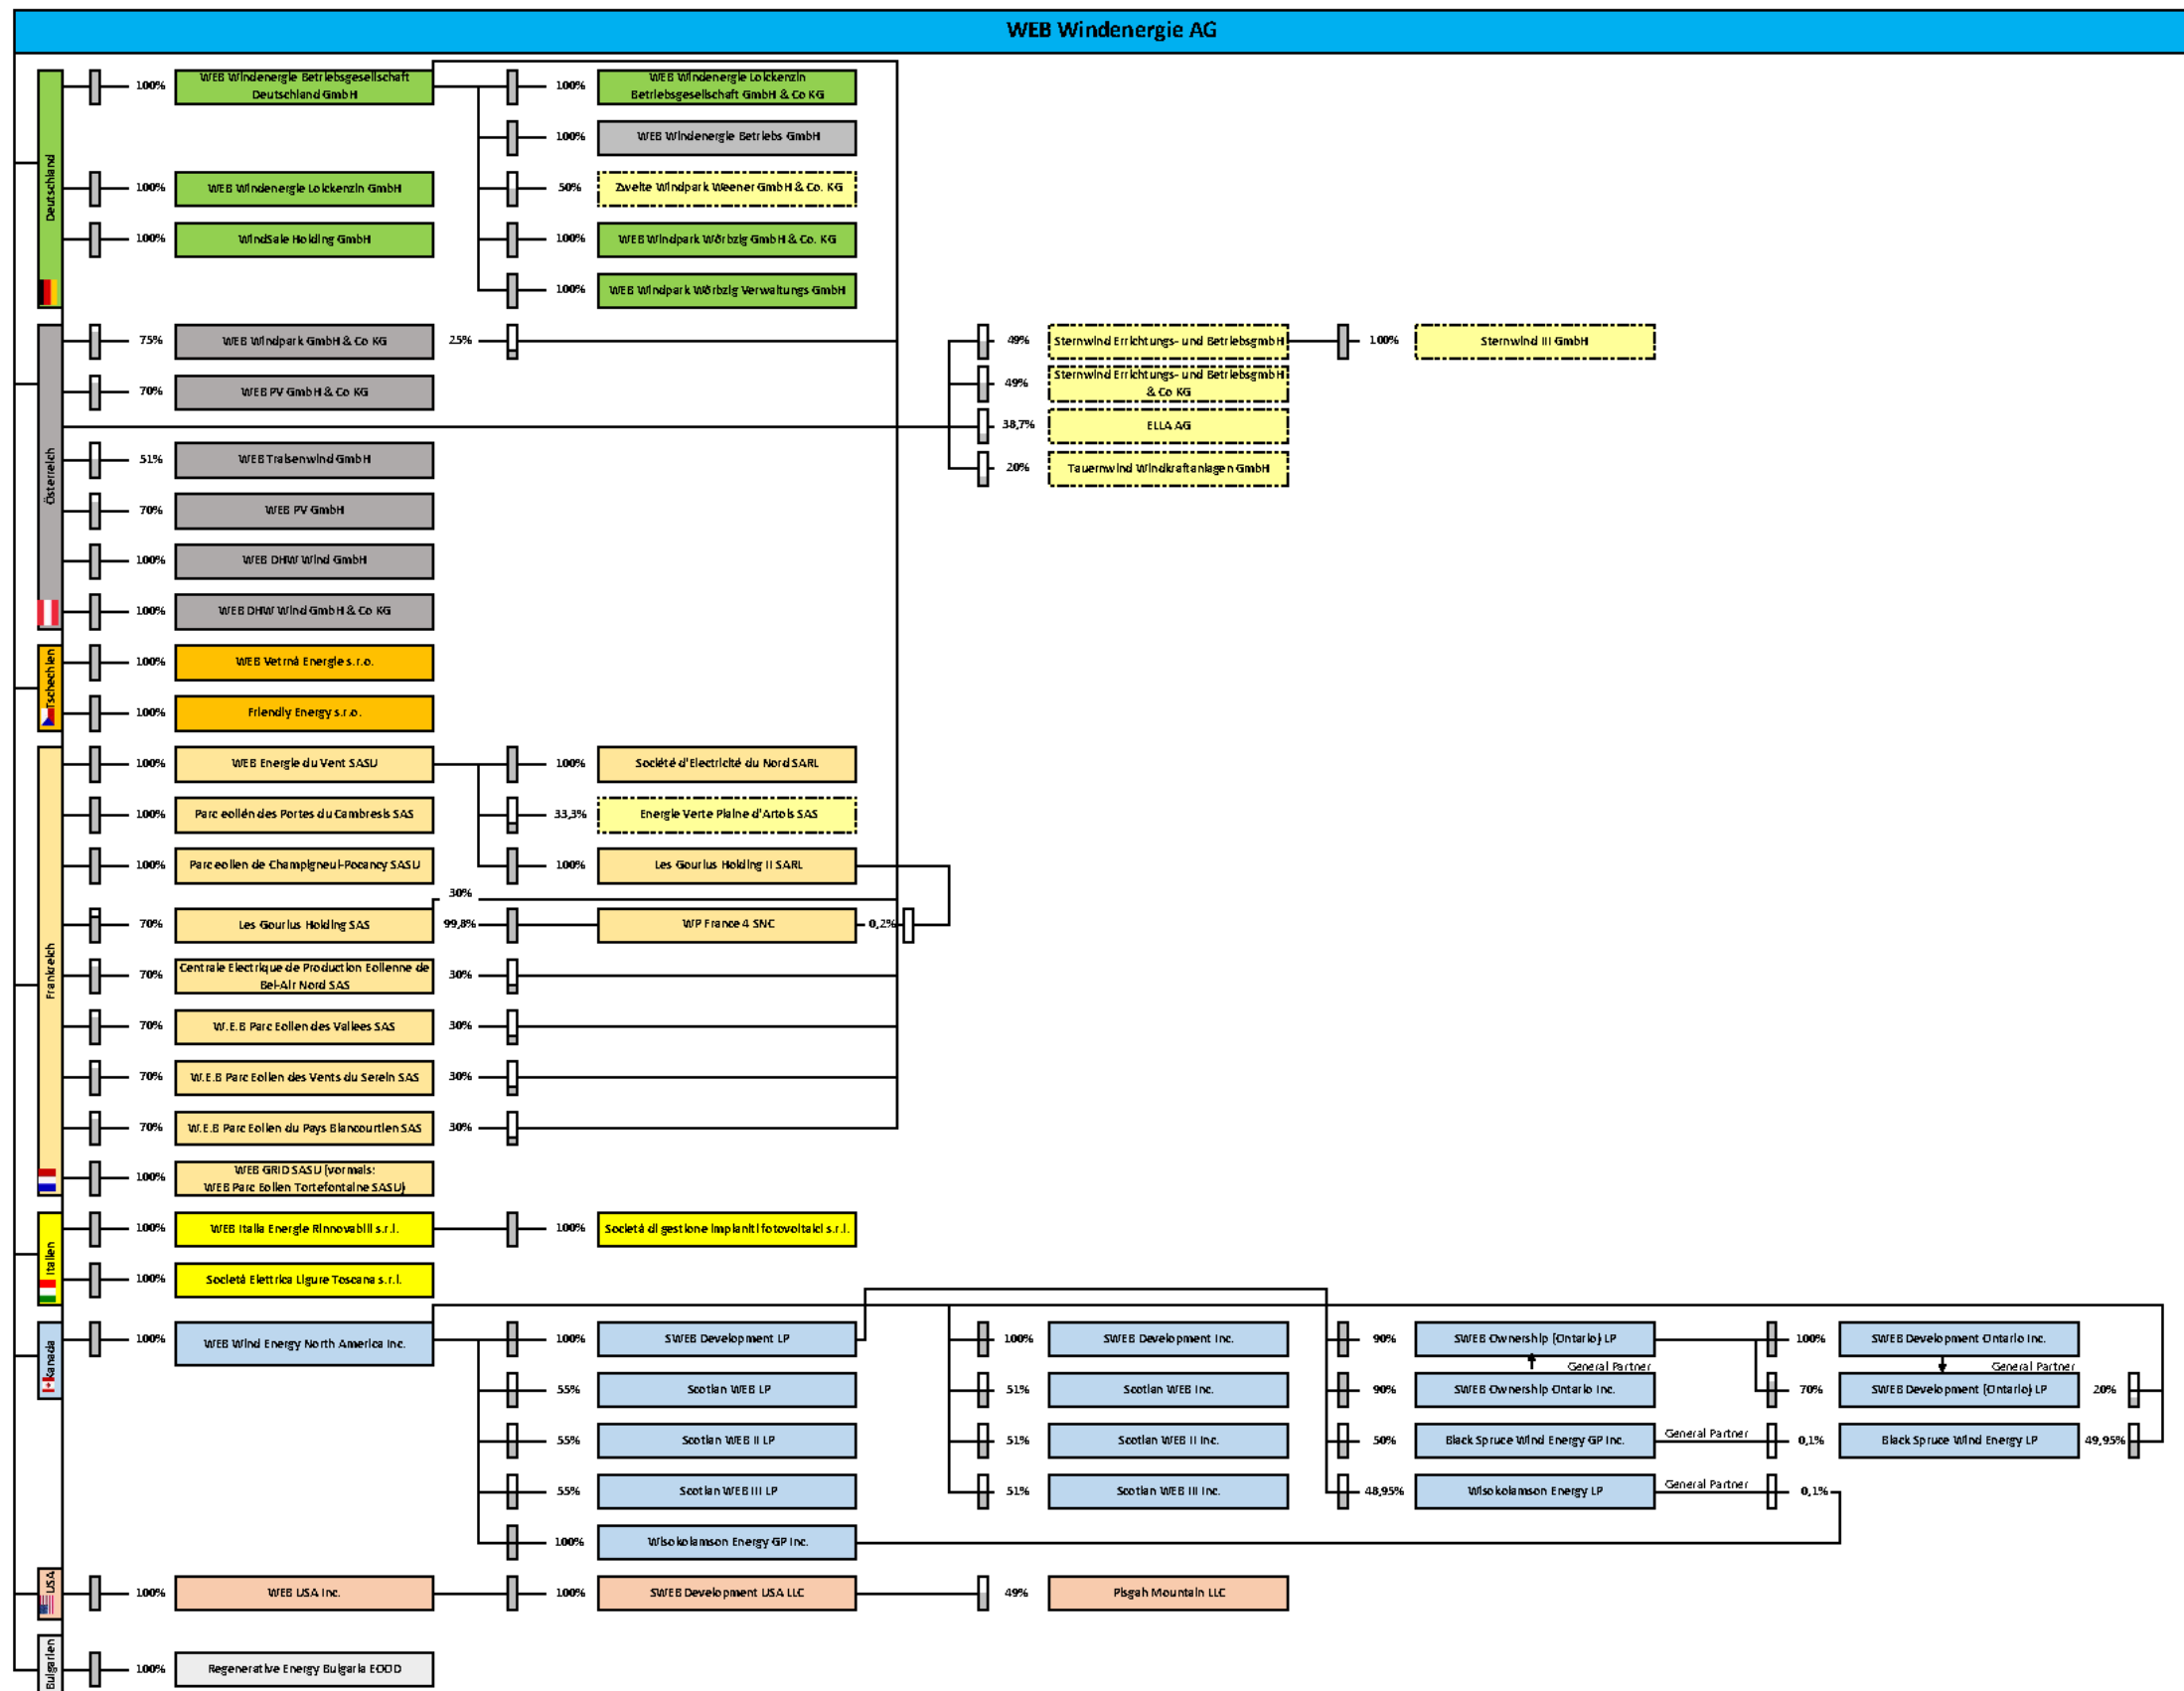 WEB Windenergie AG
Deutschland
100%
WEB Windenergie Betriebsgesellschaft
Deutschland GmbH
100%
WEB Windenergie Loickenzin
Betriebsgesellschaft GmbH & Co KG
100%
WEB Windenergie Betriebs GmbH
100%
WEB Windenergie Loickenzin GmbH
50%
Zweite Windpark Weener GmbH & Co. KG
100%
WindSale Holding GmbH
100%
WEB Windpark Wörbzig GmbH & Co. KG
100%
WEB Windpark Wörbzig Verwaltungs GmbH
Österreich
75%
WEB Windpark GmbH & Co KG
25%
49%
Sternwind Errichtungs- und BetriebsgmbH
100%
Sternwind III GmbH
70%
WEB PV GmbH & Co KG
49%
Sternwind Errichtungs- und BetriebsgmbH
& Co KG
38,7%
ELLA AG
51%
WEB Traisenwind GmbH
20%
Tauernwind Windkraftanlagen GmbH
70%
WEB PV GmbH
100%
WEB DHW Wind GmbH
100%
WEB DHW Wind GmbH & Co KG
Tschechien
100%
WEB Vetrná Energie s.r.o.
100%
Friendly Energy s.r.o.
Frankreich
100%
WEB Energie du Vent SASU
100%
Société d'Electricité du Nord SARL
100%
Parc eolién des Portes du Cambresis SAS
33,3%
Energie Verte Plaine d'Artois SAS
100%
Parc eolien de Champigneul-Pocancy SASU
100%
Les Gourlus Holding II SARL
30%
70%
Les Gourlus Holding SAS
99,8%
WP France 4 SNC
0,2%
70%
Centrale Electrique de Production Eolienne de
Bel-Air Nord SAS
30%
70%
W.E.B Parc Eolien des Vallees SAS
30%
70%
W.E.B Parc Eolien des Vents du Serein SAS
30%
70%
W.E.B Parc Eolien du Pays Blancourtien SAS
30%
100%
WEB GRID SASU (vormals:
WEB Parc Eolien Tortefontaine SASU)
Italien
100%
WEB Italia Energie Rinnovabili s.r.l.
100%
Società di gestione impianiti fotovoltaici s.r.l.
100%
Società Elettrica Ligure Toscana s.r.l.
Kanada
100%
WEB Wind Energy North America Inc.
100%
SWEB Development LP
100%
SWEB Development Inc.
90%
SWEB Ownership (Ontario) LP
100%
SWEB Development Ontario Inc.
General Partner
General Partner
55%
Scotian WEB LP
51%
Scotian WEB Inc.
90%
SWEB Ownership Ontario Inc.
70%
SWEB Development (Ontario) LP
20%
55%
Scotian WEB II LP
51%
Scotian WEB II Inc.
50%
Black Spruce Wind Energy GP Inc.
General Partner
0,1%
Black Spruce Wind Energy LP
49,95%
55%
Scotian WEB III LP
51%
Scotian WEB III Inc.
48,95%
Wisokolamson Energy LP
General Partner
0,1%
100%
Wisokolamson Energy GP Inc.
USA
100%
WEB USA Inc.
100%
SWEB Development USA LLC
49%
Pisgah Mountain LLC
Bulgarien
100%
Regenerative Energy Bulgaria EOOD